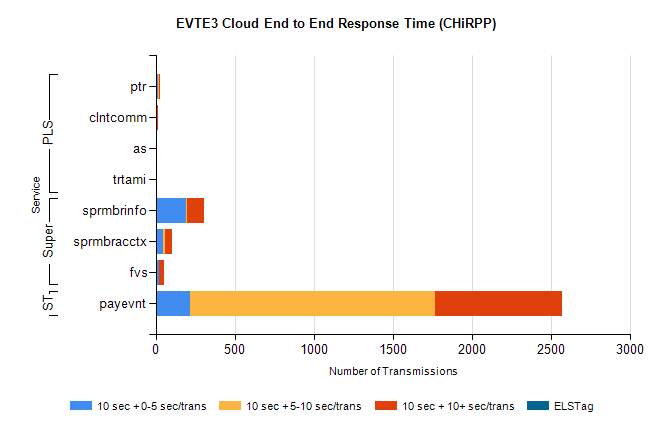 EVTE3 Cloud End to End Response Time (CHiRPP)
Service
PLS
ptr
clntcomm
as
trtami
Super
sprmbrinfo
sprmbracctx
fvs
ST
payevnt
0 500 1000 1500 2000 2500 3000
Number of Transmissions
10 sec +0-5 sec/trans 10 sec +5-10 sec/trans 10 sec + 10+ sec/trans ELSTag